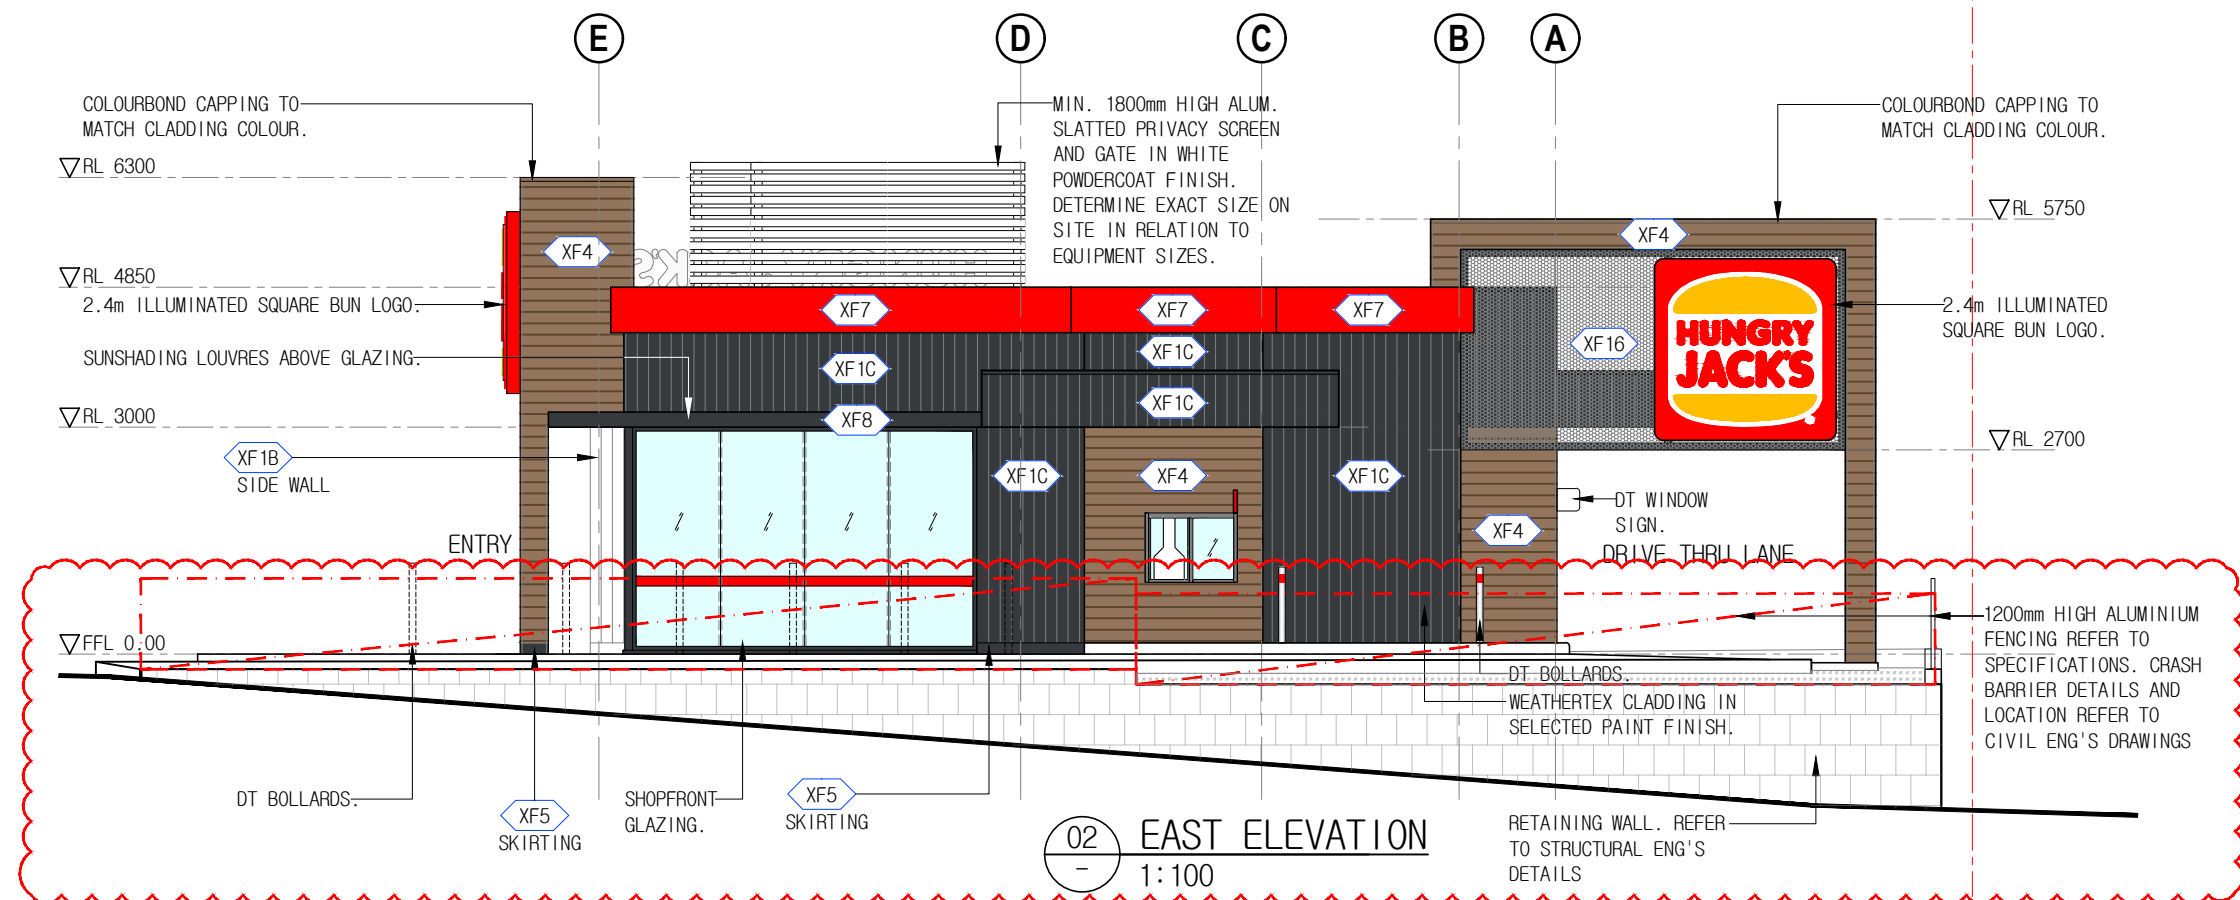 E
D
C
B
A
COLOURBOND CAPPING TO
MATCH CLADDING COLOUR.
RL 6300
RL 4850
2.4m ILLUMINATED SQUARE BUN LOGO.
SUNSHADING LOUVRES ABOVE GLAZING.
RL 3000
XF1B
SIDE WALL
ENTRY
FFL 0.00
MIN. 1800mm HIGH ALUM.
SLATTED PRIVACY SCREEN
AND GATE IN WHITE
POWDERCOAT FINISH.
DETERMINE EXACT SIZE ON
SITE IN RELATION TO
EQUIPMENT SIZES.
COLOURBOND CAPPING TO
MATCH CLADDING COLOUR.
RL 5750
2.4m ILLUMINATED
SQUARE BUN LOGO.
RL 2700
XF4
K'S
XF7
XF7
XF7
XF1C
XF1C
XF1C
XF8
XF1C
XF4
XF1C
XF4
XF4
XF16
HUNGRY
JACK'S
DT WINDOW
SIGN.
DRIVE THRU LANE
1200mm HIGH ALUMINIUM
FENCING REFER TO
SPECIFICATIONS. CRASH
BARRIER DETAILS AND
LOCATION REFER TO
CIVIL ENG'S DRAWINGS
DT BOLLARDS.
WEATHERTEX CLADDING IN
SELECTED PAINT FINISH.
DT BOLLARDS.
XF5
SKIRTING
SHOPFRONT
GLAZING.
XF5
SKIRTING
RETAINING WALL. REFER
TO STRUCTURAL ENG'S
DETAILS
02
-
EAST ELEVATION
1:100